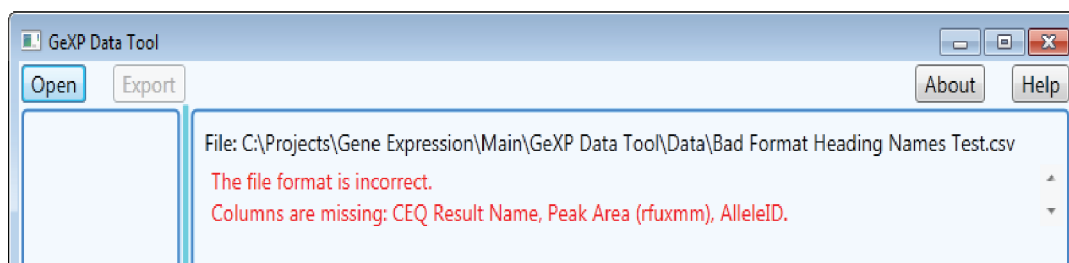 GeXP Data Tool
Open Export About Help
File: C:\Projects\Gene Expression\Main\GeXP Data Tool\Data\Bad Format Heading Names Test.csv
The file format is incorrect.
Columns are missing: CEQ Result Name, Peak Area (rfuxmm), AlleleID.